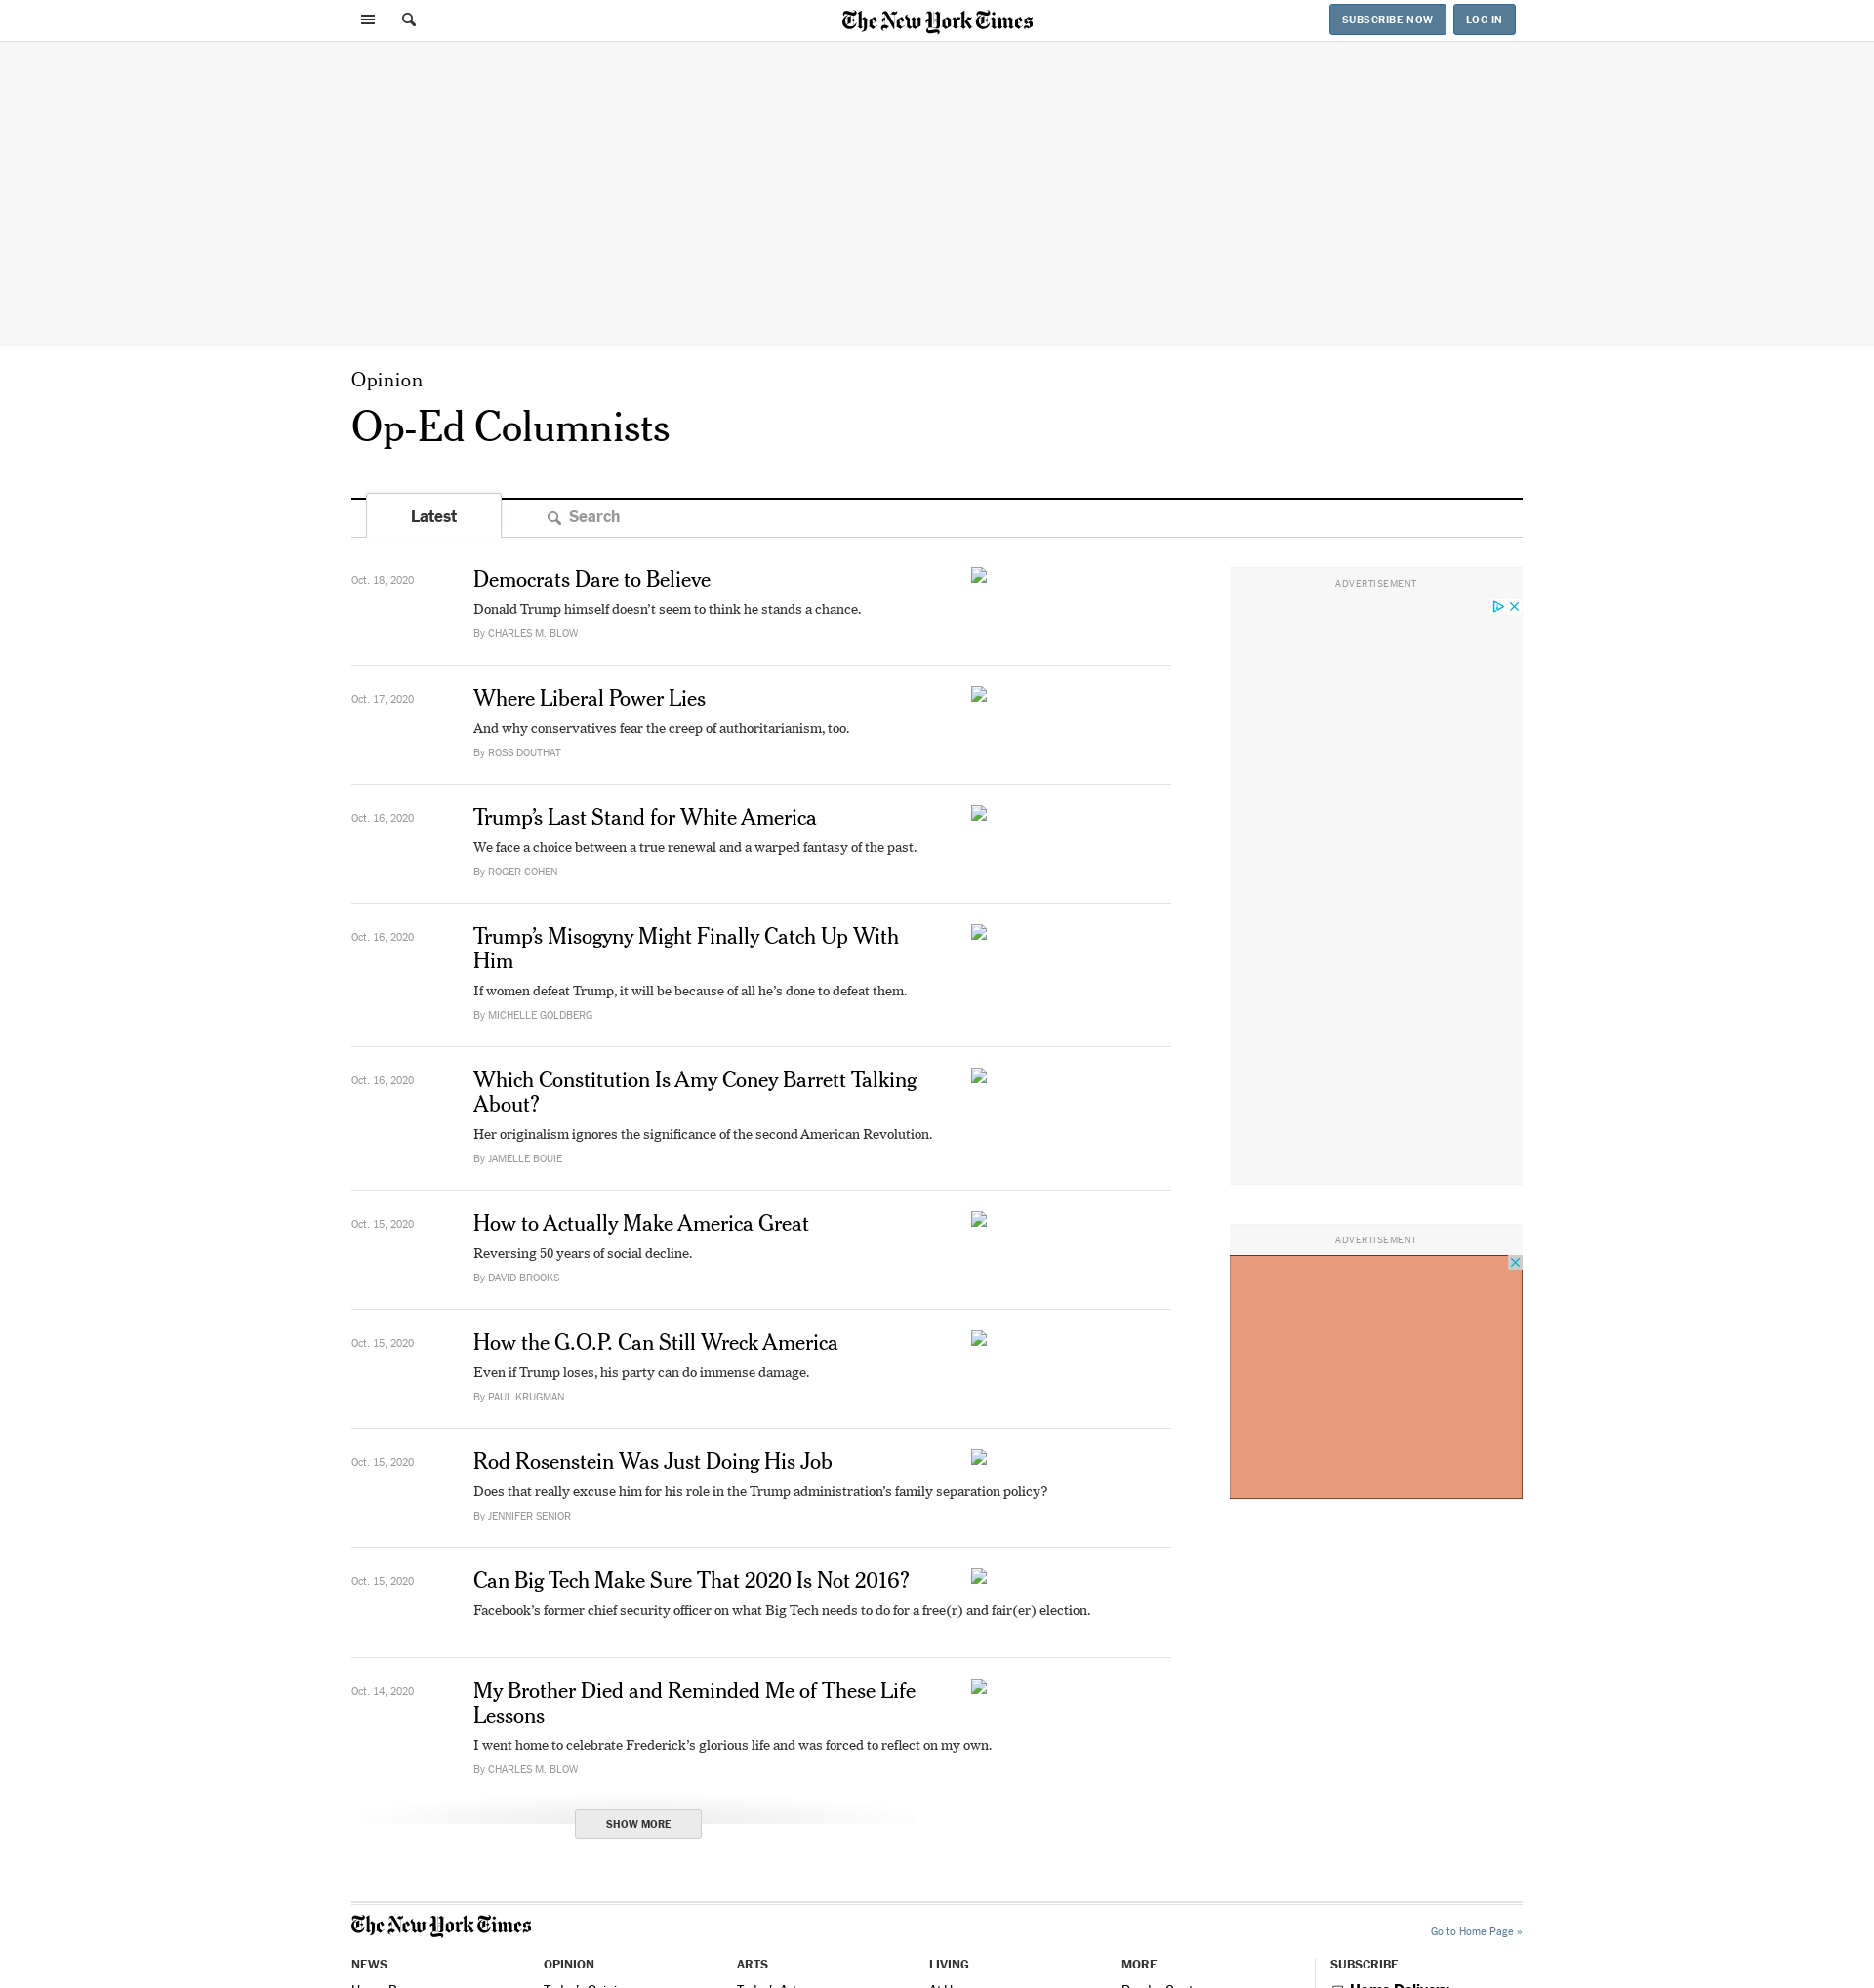 The New York Times
SUBSCRIBE NOW
LOG IN
Opinion
Op-Ed Columnists
Latest
Search
Oct. 18, 2020
Democrats Dare to Believe
Donald Trump himself doesn’t seem to think he stands a chance.
By CHARLES M. BLOW
Oct. 17, 2020
Where Liberal Power Lies
And why conservatives fear the creep of authoritarianism, too.
By ROSS DOUTHAT
Oct. 16, 2020
Trump’s Last Stand for White America
We face a choice between a true renewal and a warped fantasy of the past.
By ROGER COHEN
Oct. 16, 2020
Trump’s Misogyny Might Finally Catch Up With
Him
If women defeat Trump, it will be because of all he’s done to defeat them.
By MICHELLE GOLDBERG
Oct. 16, 2020
Which Constitution Is Amy Coney Barrett Talking
About?
Her originalism ignores the significance of the second American Revolution.
By JAMELLE BOUIE
Oct. 15, 2020
How to Actually Make America Great
Reversing 50 years of social decline.
By DAVID BROOKS
Oct. 15, 2020
How the G.O.P. Can Still Wreck America
Even if Trump loses, his party can do immense damage.
By PAUL KRUGMAN
Oct. 15, 2020
Rod Rosenstein Was Just Doing His Job
Does that really excuse him for his role in the Trump administration’s family separation policy?
By JENNIFER SENIOR
Oct. 15, 2020
Can Big Tech Make Sure That 2020 Is Not 2016?
Facebook’s former chief security officer on what Big Tech needs to do for a free(r) and fair(er) election.
Oct. 14, 2020
My Brother Died and Reminded Me of These Life
Lessons
I went home to celebrate Frederick’s glorious life and was forced to reflect on my own.
By CHARLES M. BLOW
SHOW MORE
ADVERTISEMENT
ADVERTISEMENT
The New York Times
Go to Home Page »
NEWS
OPINION
ARTS
LIVING
MORE
SUBSCRIBE
Home Delivery